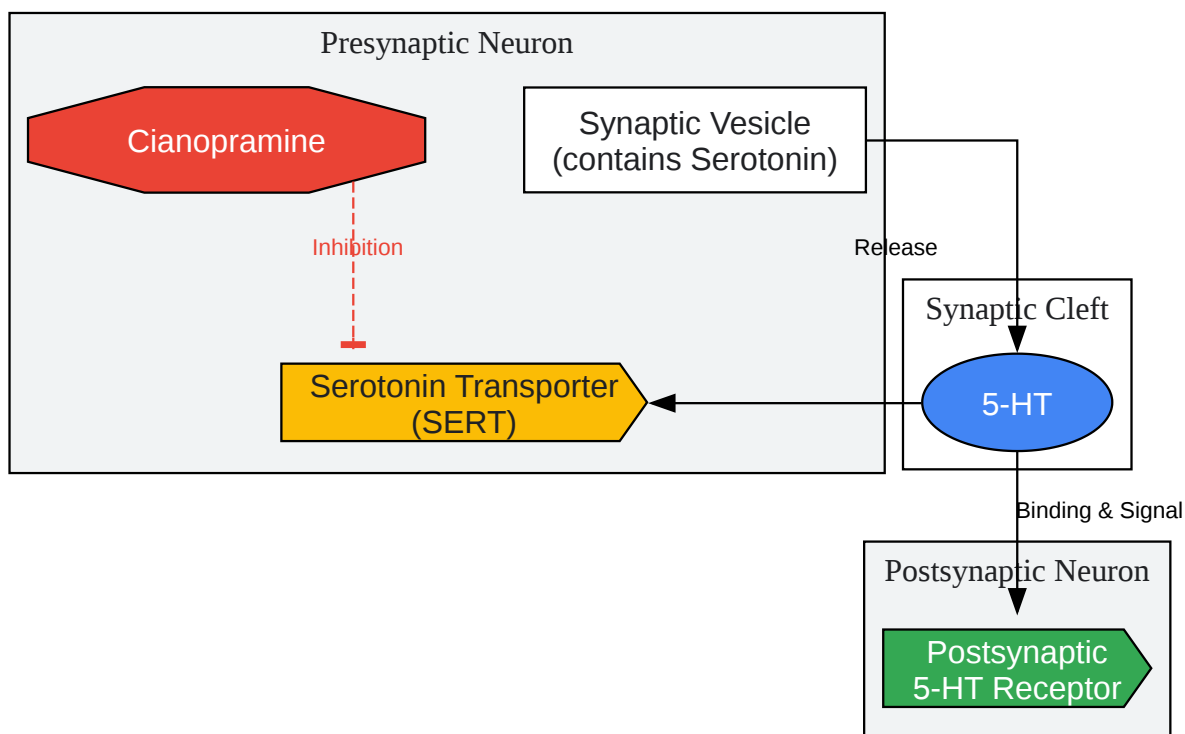 Presynaptic Neuron
Cianopramine
Synaptic Vesicle
(contains Serotonin)
Inhibition
Release
Synaptic Cleft
Serotonin Transporter
(SERT)
5-HT
Binding & Signal
Postsynaptic Neuron
Postsynaptic
5-HT Receptor